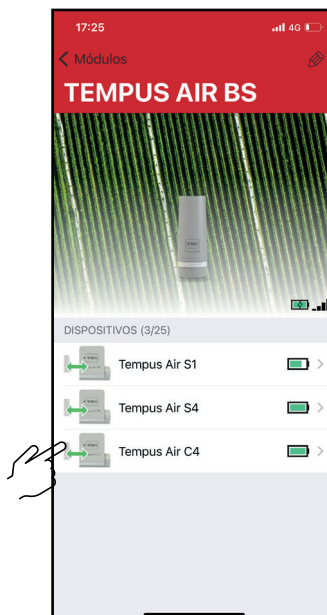 17:25
4G
Módulos
TEMPUS AIR BS
DISPOSITIVOS (3/25)
Tempus Air S1
Tempus Air S4
Tempus Air C4